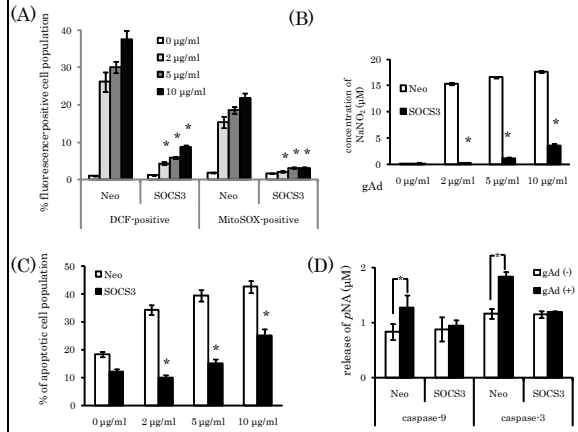 (A)
% fluorescence-positive cell population
40
30
20
10
0
0 µg/ml
2 µg/ml
5 µg/ml
10 µg/ml
* * *
* * *
Neo
SOCS3
Neo
SOCS3
DCF-positive
MitoSOX-positive
(B)
concentration of
NaNO2 (µM)
20
15
10
5
0
Neo
SOCS3
*
*
*
gAd
0 µg/ml
2 µg/ml
5 µg/ml
10 µg/ml
(C)
% of apoptotic cell population
50
40
30
20
10
0
Neo
SOCS3
*
*
*
0 µg/ml
2 µg/ml
5 µg/ml
10 µg/ml
(D)
release of pNA (µM)
2
1
0
gAd (-)
gAd (+)
*
*
Neo
SOCS3
Neo
SOCS3
caspase-9
caspase-3